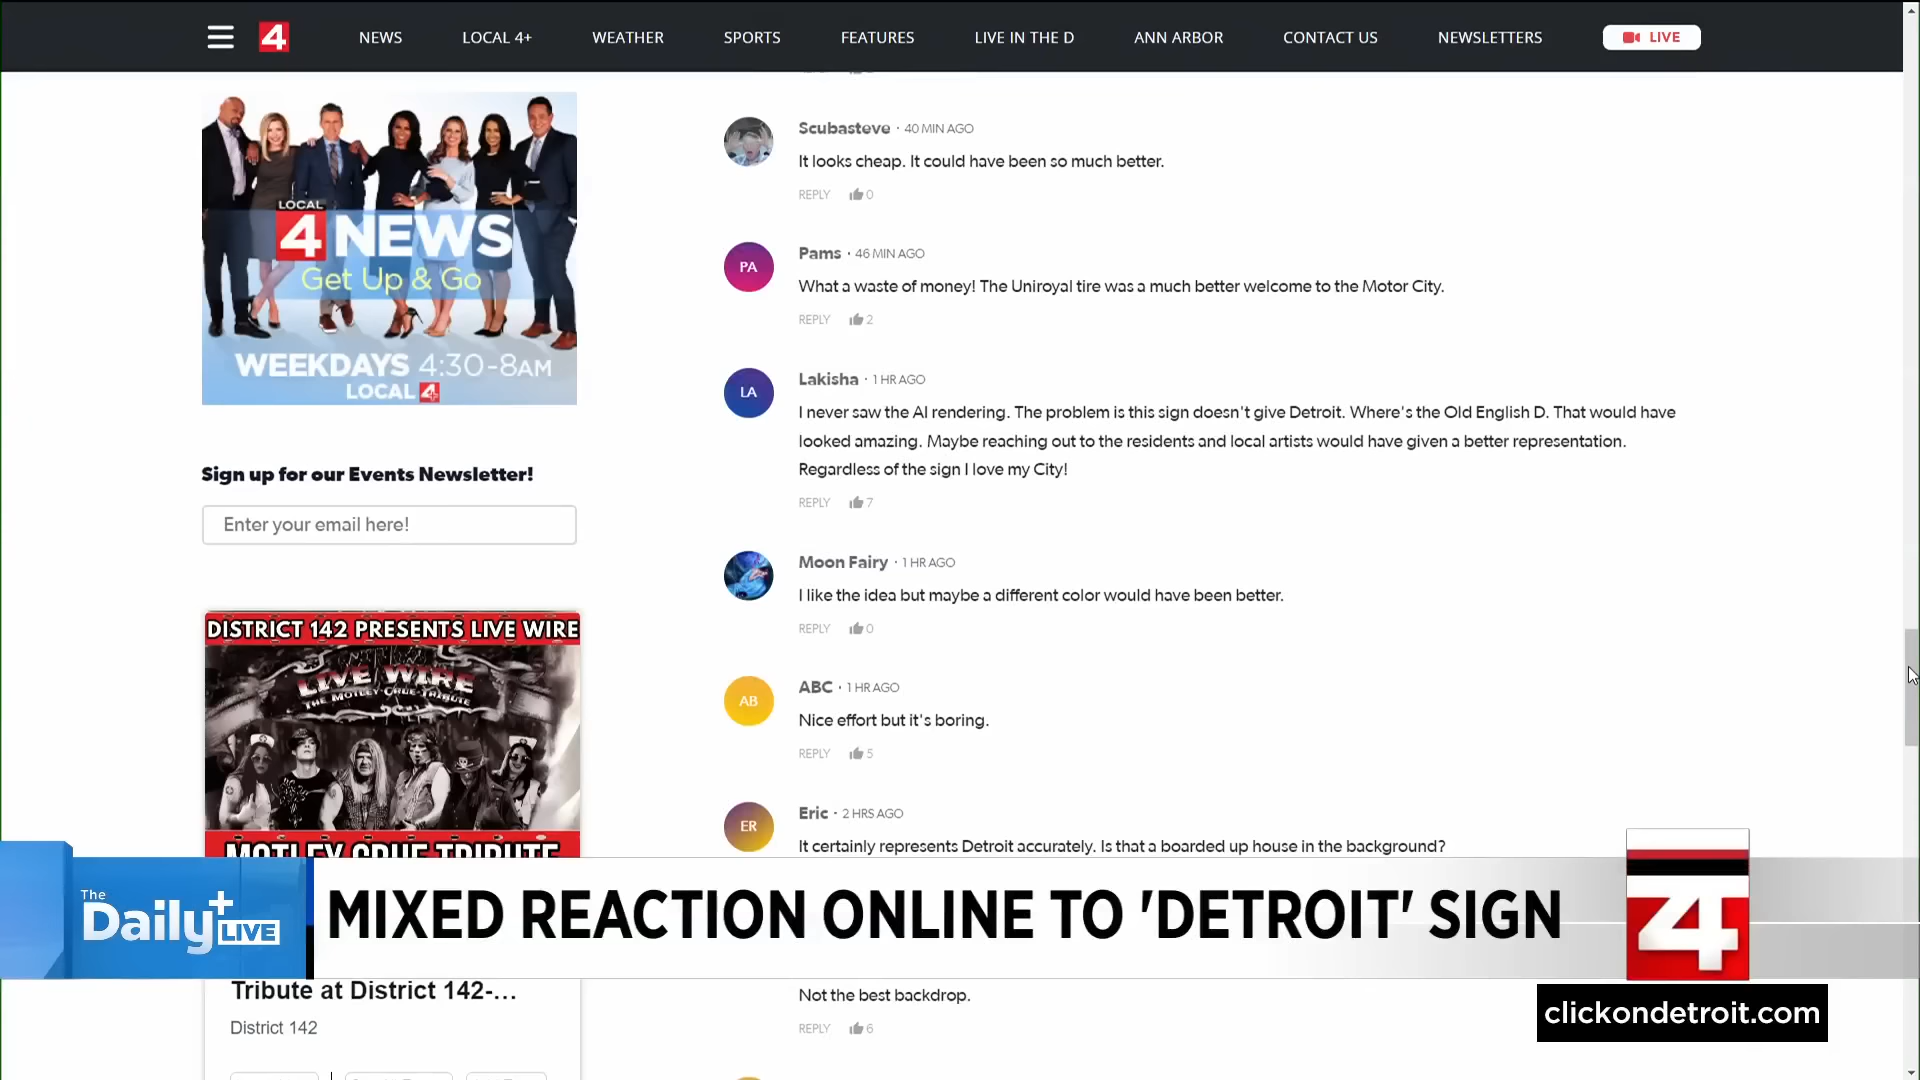 4
NEWS
LOCAL 4+
WEATHER
SPORTS
FEATURES
LIVE IN THE D
ANN ARBOR
CONTACT US
NEWSLETTERS
LIVE
LOCAL
4 NEWS
Get Up & Go
WEEKDAYS 4:30-8AM
LOCAL 4+
Sign up for our Events Newsletter!
Enter your email here!
DISTRICT 142 PRESENTS LIVE WIRE
LIVE WIRE
THE MOTLEY CRUE TRIBUTE
MOTLEY CRUE TRIBUTE
Tribute at District 142-...
District 142
Scubasteve · 40 MIN AGO
It looks cheap. It could have been so much better.
REPLY 0
PA
Pams · 46 MIN AGO
What a waste of money! The Uniroyal tire was a much better welcome to the Motor City.
REPLY 2
LA
Lakisha · 1 HR AGO
I never saw the AI rendering. The problem is this sign doesn't give Detroit. Where's the Old English D. That would have
looked amazing. Maybe reaching out to the residents and local artists would have given a better representation.
Regardless of the sign I love my City!
REPLY 7
Moon Fairy · 1 HR AGO
I like the idea but maybe a different color would have been better.
REPLY 0
AB
ABC · 1 HR AGO
Nice effort but it's boring.
REPLY 5
ER
Eric · 2 HRS AGO
It certainly represents Detroit accurately. Is that a boarded up house in the background?
Not the best backdrop.
REPLY 6
The
Daily+
LIVE
MIXED REACTION ONLINE TO 'DETROIT' SIGN
4
clickondetroit.com